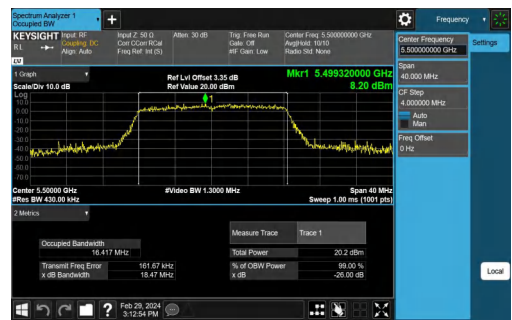 Spectrum Analyzer 1
Occupied BW
Frequency
KEYSIGHT Input: RF
R L
Coupling: DC
Align: Auto
Input Z: 50 Ω
Corr CCorr RCal
Freq Ref: Int (S)
Atten: 30 dB
Trig: Free Run
Gate: Off
#IF Gain: Low
Center Freq: 5.500000000 GHz
Avg|Hold: 10/10
Radio Std: None
LW
Center Frequency
5.500000000 GHz
Settings
Span
40.000 MHz
CF Step
4.000000 MHz
Auto
Man
Freq Offset
0 Hz
1 Graph
Scale/Div 10.0 dB
Ref Lvl Offset 3.35 dB
Ref Value 20.00 dBm
Mkr1 5.499320000 GHz
8.20 dBm
Log
10.0
0.00
-10.0
-20.0
-30.0
-40.0
-50.0
-60.0
-70.0
1
Center 5.50000 GHz
#Video BW 1.3000 MHz
Span 40 MHz
#Res BW 430.00 kHz
Sweep 1.00 ms (1001 pts)
2 Metrics
Measure Trace
Trace 1
Occupied Bandwidth
16.417 MHz
Total Power
20.2 dBm
Transmit Freq Error
161.67 kHz
% of OBW Power
99.00 %
x dB Bandwidth
18.47 MHz
x dB
-26.00 dB
Local
?
Feb 29, 2024
3:12:54 PM